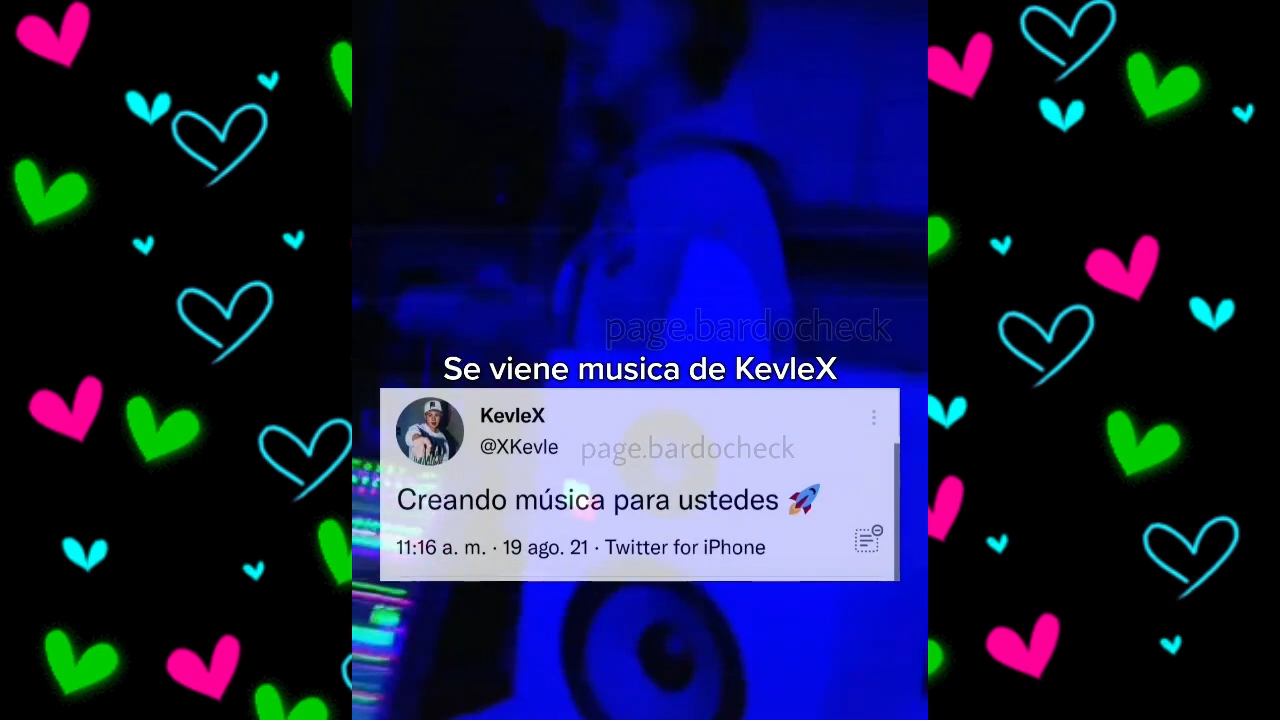 page.bardocheck
Se viene musica de KevleX
KevleX
@XKevle
page.bardocheck
Creando música para ustedes 🚀
11:16 a. m. · 19 ago. 21 · Twitter for iPhone